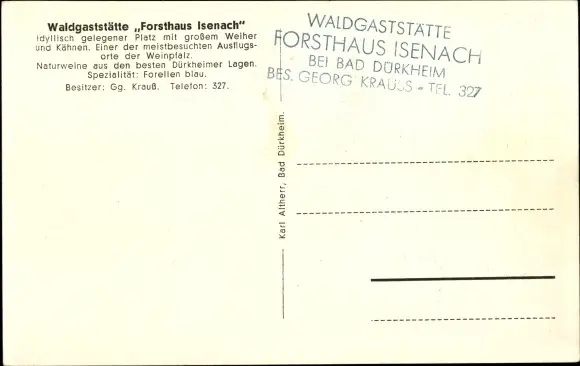 Waldgaststätte „Forsthaus Isenach"
Idyllisch gelegener Platz mit großem Weiher
und Kähnen. Einer der meistbesuchten Ausflugs-
orte der Weinpfalz.
Naturweine aus den besten Dürkheimer Lagen.
Spezialität: Forellen blau.
Besitzer: Gg. Krauß. Telefon: 327.
WALDGASTSTÄTTE
FORSTHAUS ISENACH
BEI BAD DÜRKHEIM
BES. GEORG KRAUSS - TEL. 327
Karl Altherr, Bad Dürkheim.